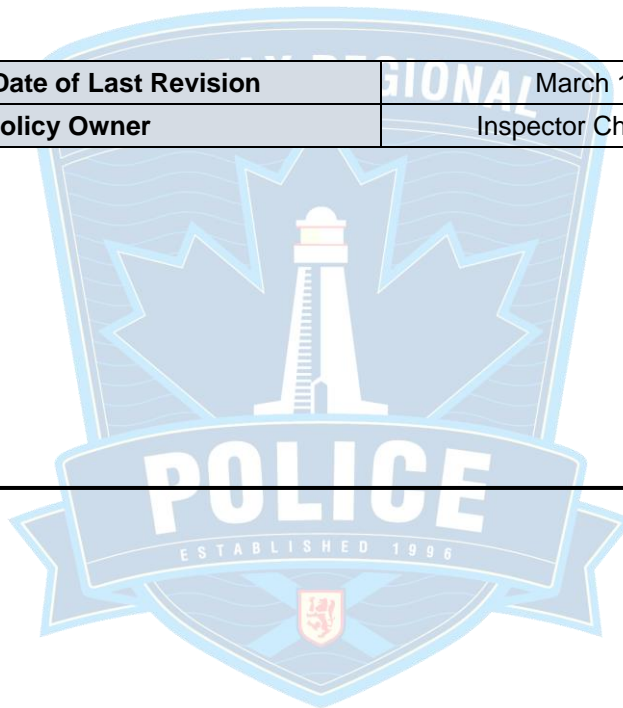 Date of Last Revision March 1
olicy Owner Inspector Ch
GIONAL
POLICE
ESTABLISHED 1996